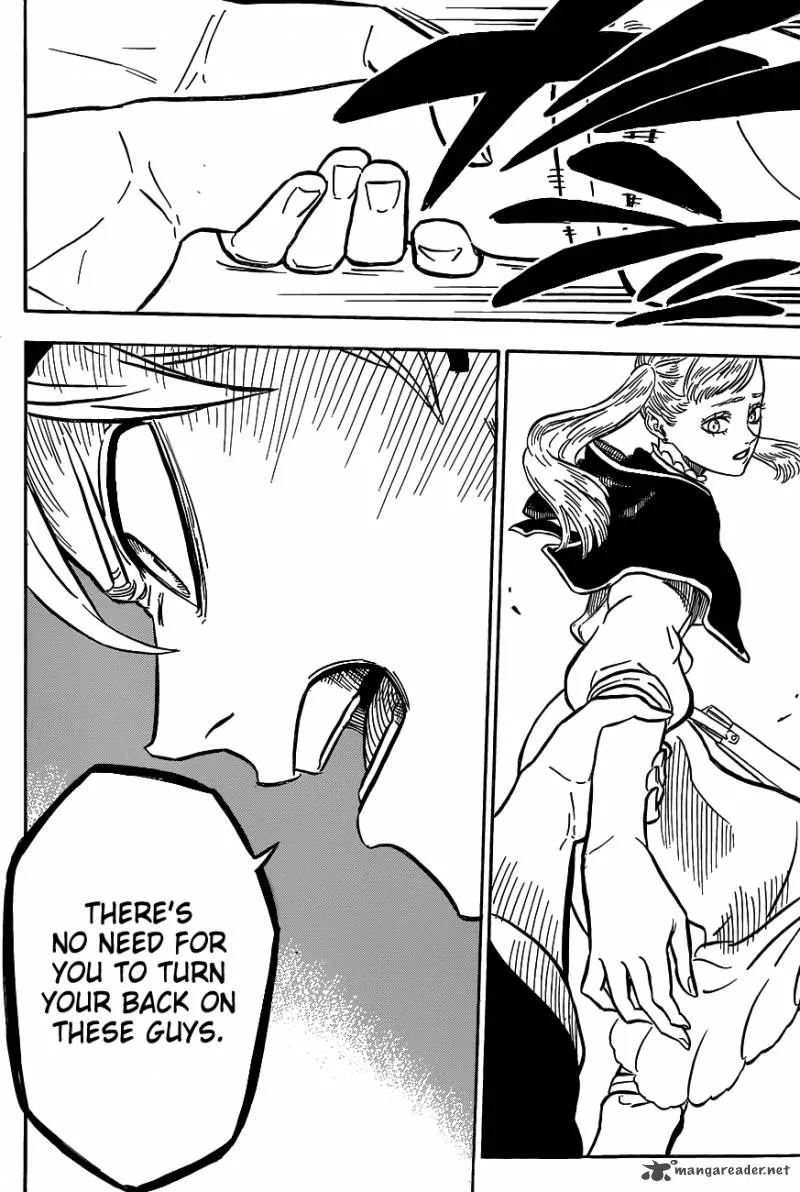 THERE'S
NO NEED FOR
YOU TO TURN
YOUR BACK ON
THESE GUYS.
mangareader.net